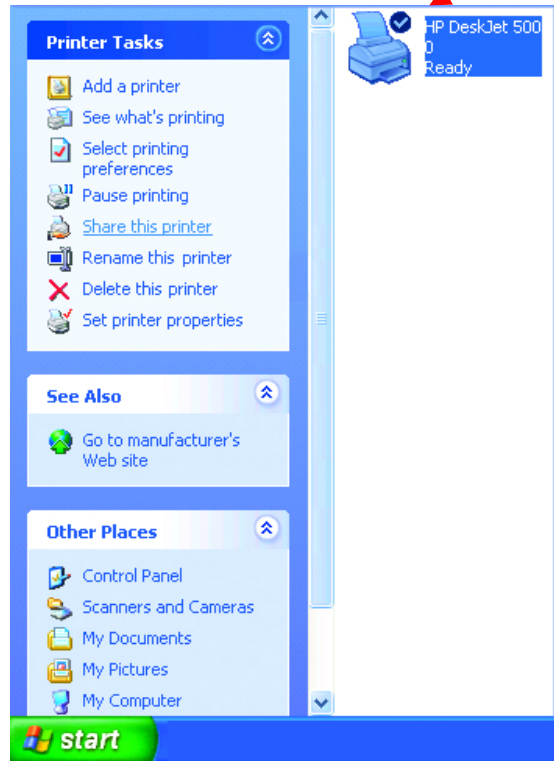 Printer Tasks
Add a printer
See what's printing
Select printing
preferences
Pause printing
Share this printer
Rename this printer
Delete this printer
Set printer properties
See Also
Go to manufacturer's
Web site
Other Places
Control Panel
Scanners and Cameras
My Documents
My Pictures
My Computer
HP DeskJet 500
0
Ready
start